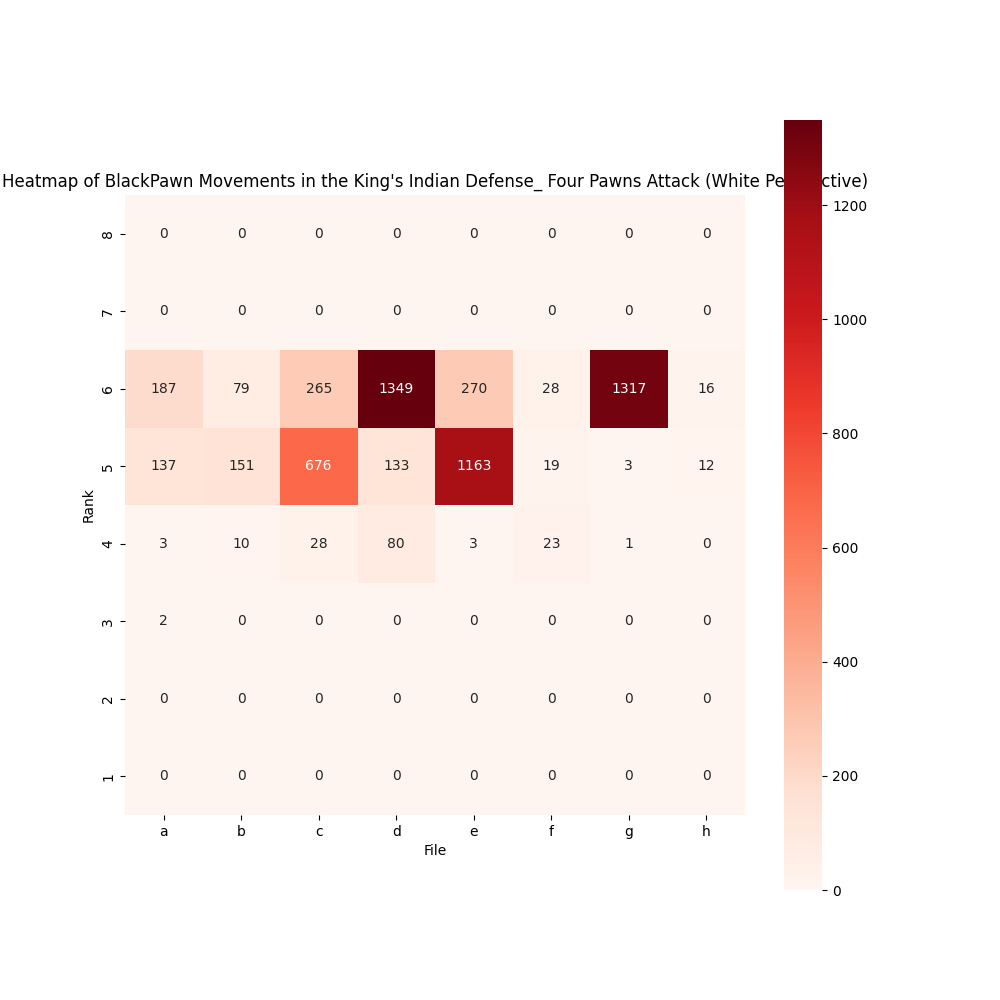 Heatmap of BlackPawn Movements in the King's Indian Defense_ Four Pawns Attack (White Pe ctive)
8 0 0 0 0 0 0 0 0
7 0 0 0 0 0 0 0 0
6 187 79 265 1349 270 28 1317 16
5 137 151 676 133 1163 19 3 12
4 3 10 28 80 3 23 1 0
3 2 0 0 0 0 0 0 0
2 0 0 0 0 0 0 0 0
1 0 0 0 0 0 0 0 0
a b c d e f g h
File
Rank
1200
1000
800
600
400
200
0